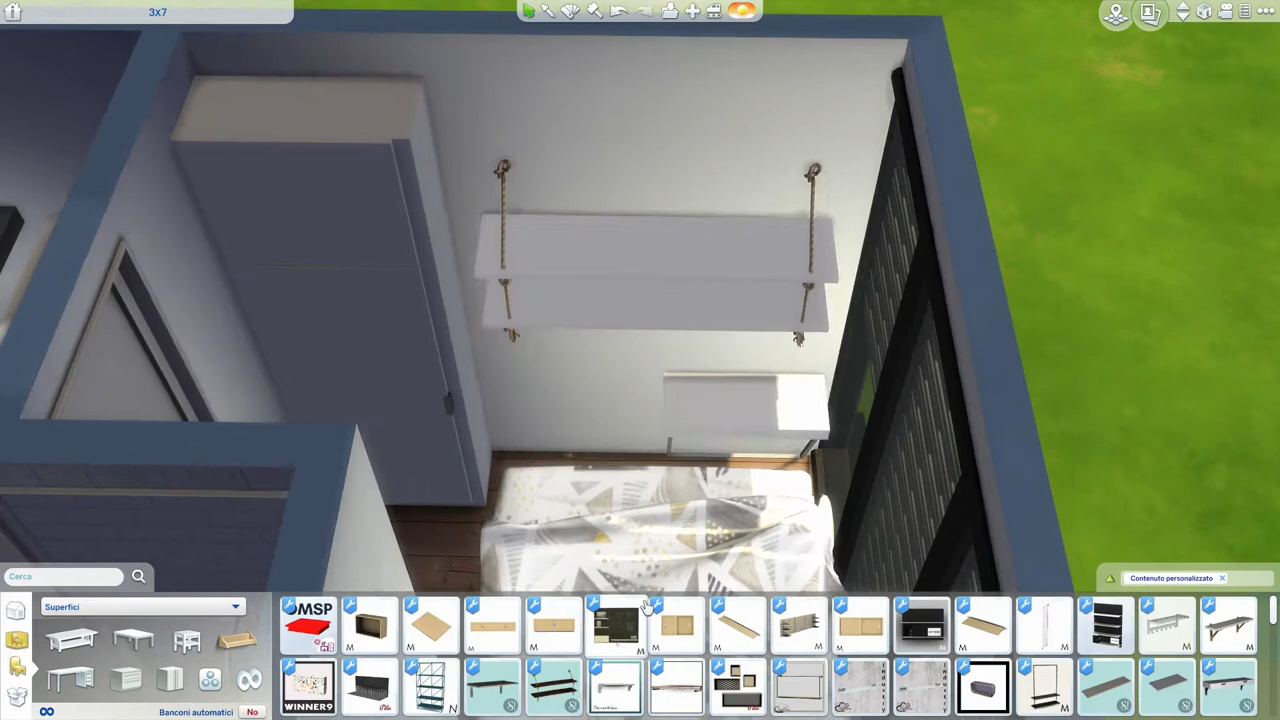 3X7
Cerca
Contenuto personalizzato
Superfici
MSP
M
M
M
M
M
M
M
M
M
M
M
M
M
WINNER9
N
S
S
M
S
S
S
Banconi automatici
No